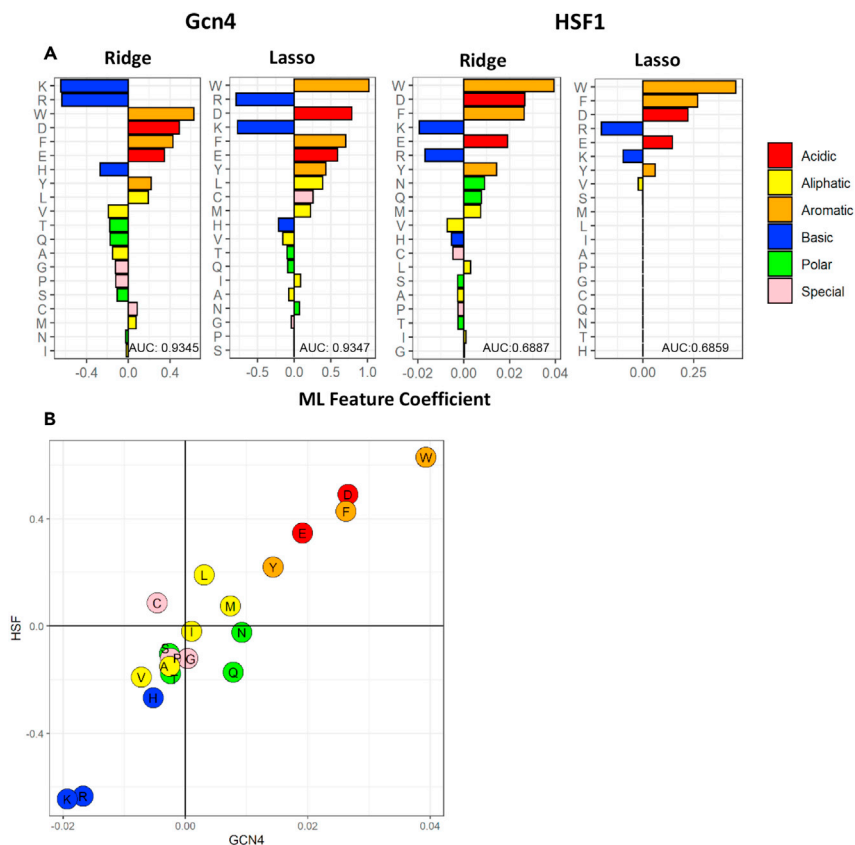 Gcn4 HSF1
A
Ridge Lasso Ridge Lasso
K W W W
R R D F
W D F D
D K K R
F F E E
E E R K
H Y Y Y
Y L N V
L C Q S
V M M M
T H V L
Q V H I
A T C A
G Q L P
P I S G
S A A C
C N P Q
M G T N
N P I T
I S G H
AUC: 0.9345 AUC: 0.9347 AUC:0.6887 AUC:0.6859
0.0 0.4 -0.5 0.0 0.5 1.0 -0.02 0.00 0.02 0.04 0.00 0.25
ML Feature Coefficient
Acidic
Aliphatic
Aromatic
Basic
Polar
Special
B
W
D
0.4 F
E
Y
L
C M
0.0 I N
HSF
S
P G
A Q
T
V
H
-0.4
K R
-0.02 0.00 0.02 0.04
GCN4